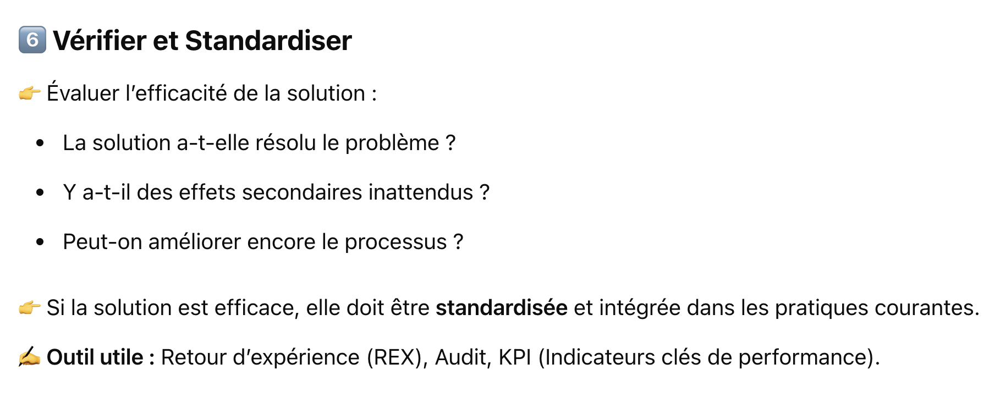 6️⃣ Vérifier et Standardiser
👉 Évaluer l’efficacité de la solution :
• La solution a-t-elle résolu le problème ?
• Y a-t-il des effets secondaires inattendus ?
• Peut-on améliorer encore le processus ?
👉 Si la solution est efficace, elle doit être standardisée et intégrée dans les pratiques courantes.
✍️ Outil utile : Retour d’expérience (REX), Audit, KPI (Indicateurs clés de performance).